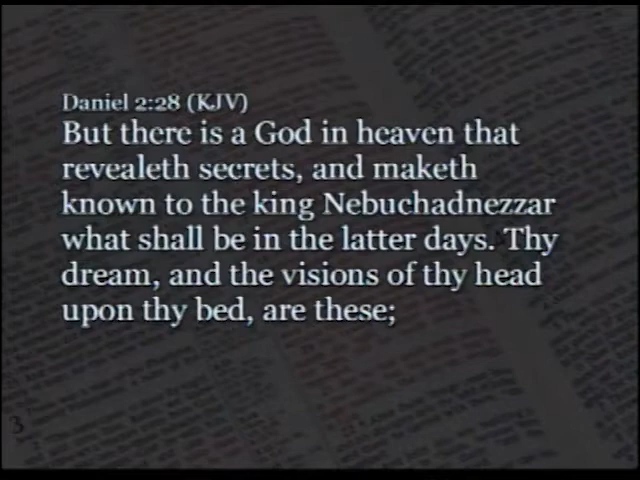 Daniel 2:28 (KJV)
But there is a God in heaven that
revealeth secrets, and maketh
known to the king Nebuchadnezzar
what shall be in the latter days. Thy
dream, and the visions of thy head
upon thy bed, are these;
3